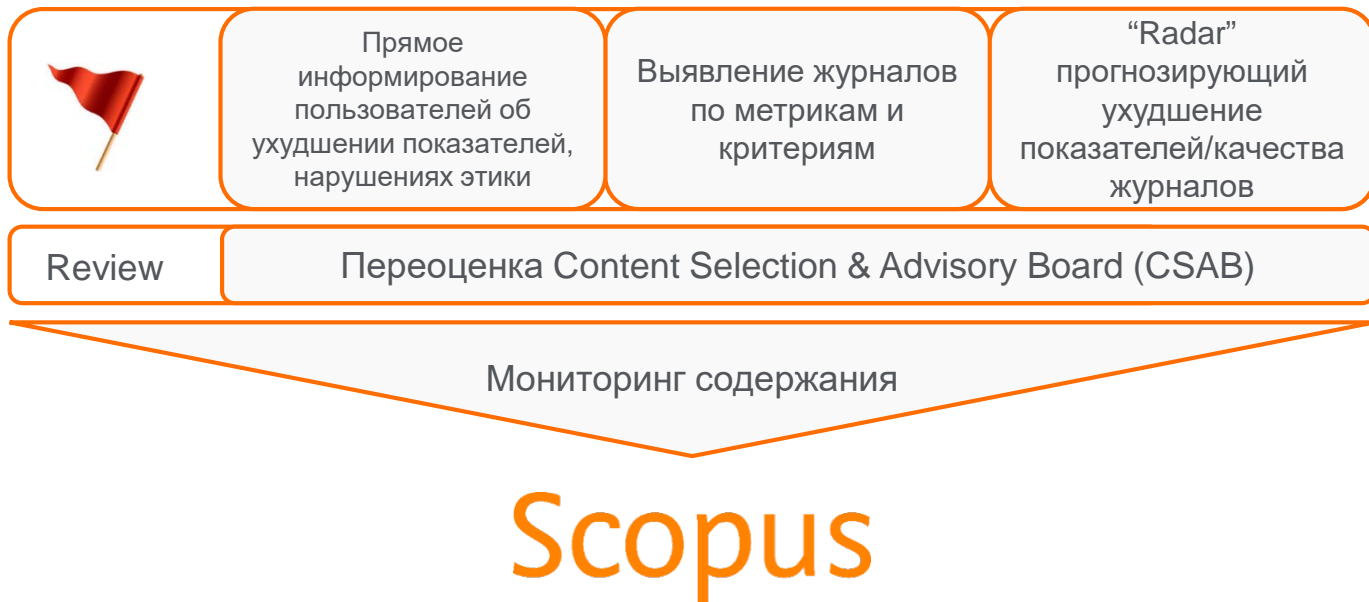 Прямое
информирование
пользователей об
ухудшении показателей,
нарушениях этики
Выявление журналов
по метрикам и
критериям
“Radar”
прогнозирующий
ухудшение
показателей/качества
журналов
Review
Переоценка Content Selection & Advisory Board (CSAB)
Мониторинг содержания
Scopus